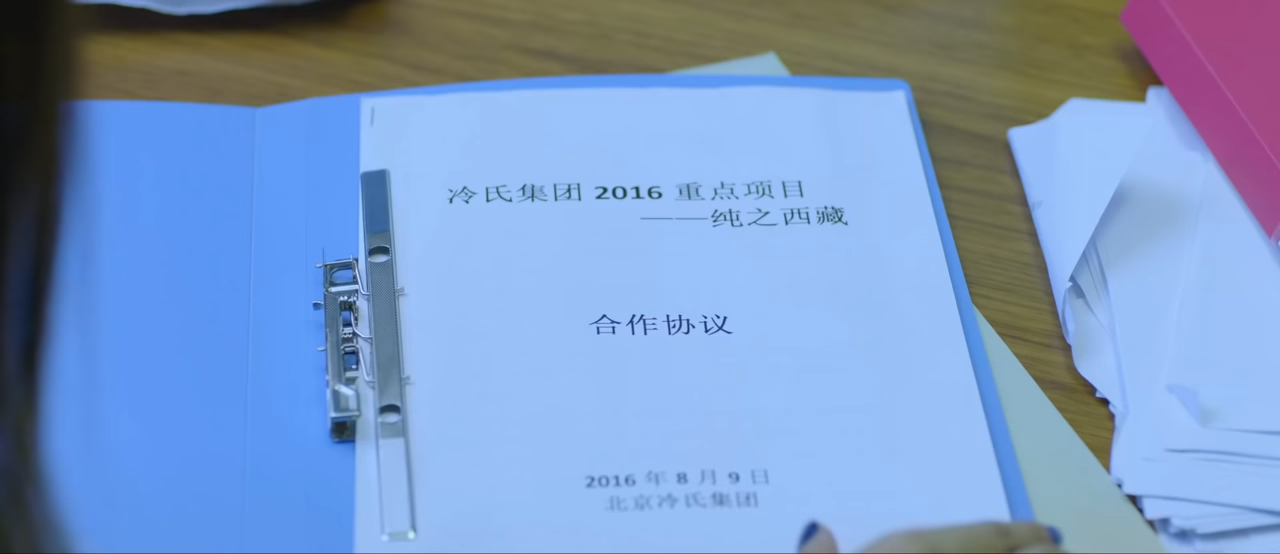 冷氏集团 2016 重点项目
——纯之西藏
合作协议
2016 年 8 月 9 日
北京冷氏集团